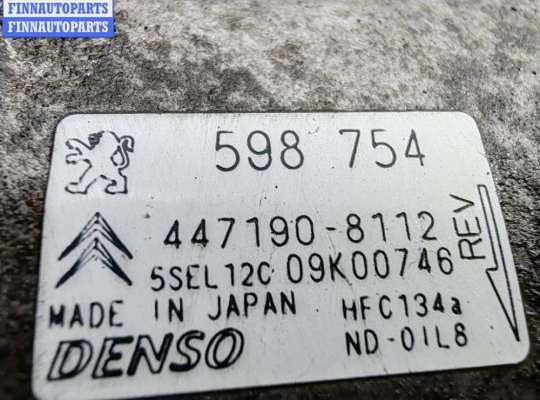 FINNAUTOPARTS
FINNAUTOPARTS
598 754
447190-8112
5SEL12C 09K00746
REV
MADE IN JAPAN HFC134a
DENSO ND-OIL8